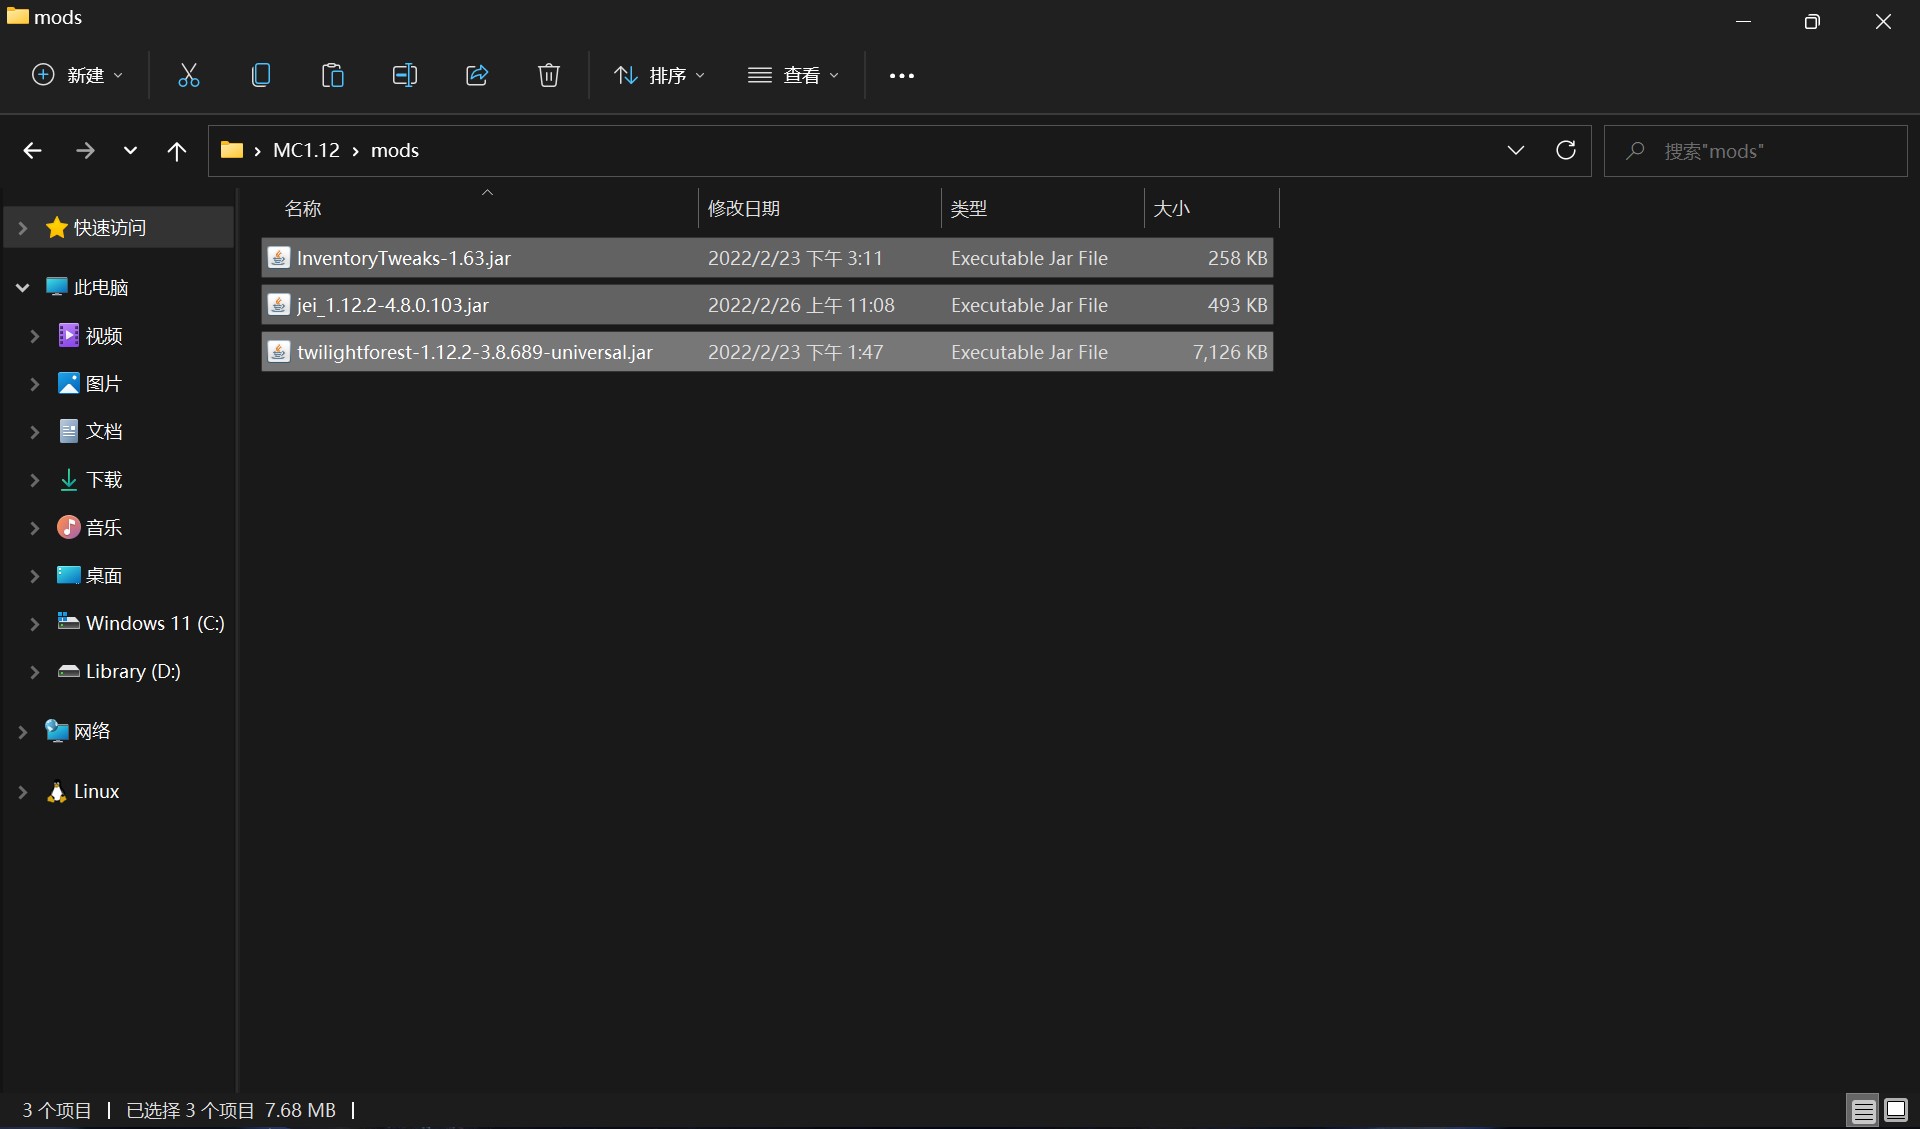 mods
新建
排序
查看
MC1.12 › mods
搜索"mods"
名称 修改日期 类型 大小
InventoryTweaks-1.63.jar 2022/2/23 下午 3:11 Executable Jar File 258 KB
jei_1.12.2-4.8.0.103.jar 2022/2/26 上午 11:08 Executable Jar File 493 KB
twilightforest-1.12.2-3.8.689-universal.jar 2022/2/23 下午 1:47 Executable Jar File 7,126 KB
快速访问
此电脑
视频
图片
文档
下载
音乐
桌面
Windows 11 (C:)
Library (D:)
网络
Linux
3 个项目 | 已选择 3 个项目 7.68 MB |